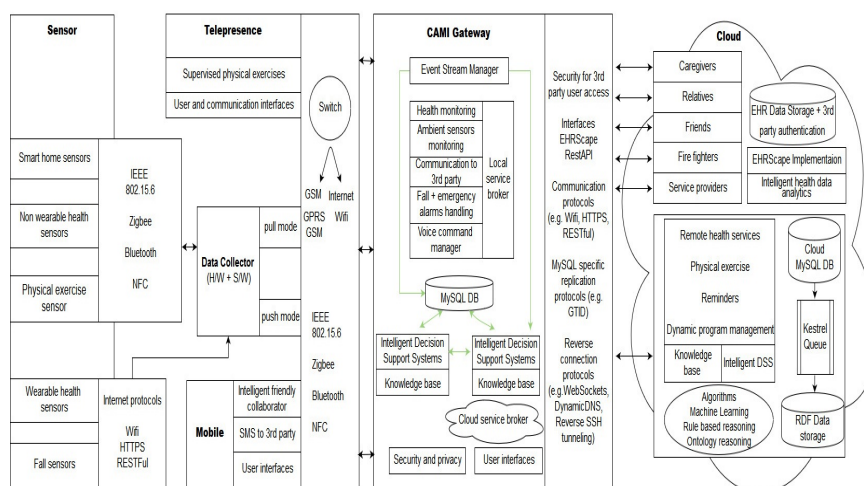 Sensor
Smart home sensors
Non wearable health
sensors
Physical exercise
sensor
IEEE
802.15.6
Zigbee
Bluetooth
NFC
Wearable health
sensors
Fall sensors
Internet protocols
Wifi
HTTPS
RESTFul
Telepresence
Supervised physical exercises
User and communication interfaces
Data Collector
(H/W + S/W)
pull mode
push mode
Mobile
Intelligent friendly
collaborator
SMS to 3rd party
User interfaces
Switch
GSM
GPRS
GSM
Internet
Wifi
IEEE
802.15.6
Zigbee
Bluetooth
NFC
CAMI Gateway
Event Stream Manager
Health monitoring
Ambient sensors
monitoring
Communication to
3rd party
Fall + emergency
alarms handling
Voice command
manager
Local
service
broker
MySQL DB
Intelligent Decision
Support Systems
Knowledge base
Intelligent Decision
Support Systems
Knowledge base
Cloud service broker
Security and privacy
User interfaces
Security for 3rd
party user access
Interfaces
EHRScape
RestAPI
Communication
protocols
(e.g. Wifi, HTTPS,
RESTful)
MySQL specific
replication
protocols (e.g.
GTID)
Reverse
connection
protocols
(e.g.WebSockets,
DynamicDNS,
Reverse SSH
tunneling)
Cloud
Caregivers
Relatives
Friends
Fire fighters
Service providers
EHR Data Storage + 3rd
party authentication
EHRScape Implementaion
Intelligent health data
analytics
Remote health services
Physical exercise
Reminders
Dynamic program management
Knowledge
base
Intelligent DSS
Algorithms
Machine Learning
Rule based reasoning
Ontology reasoning
Cloud
MySQL DB
Kestrel
Queue
RDF Data
storage